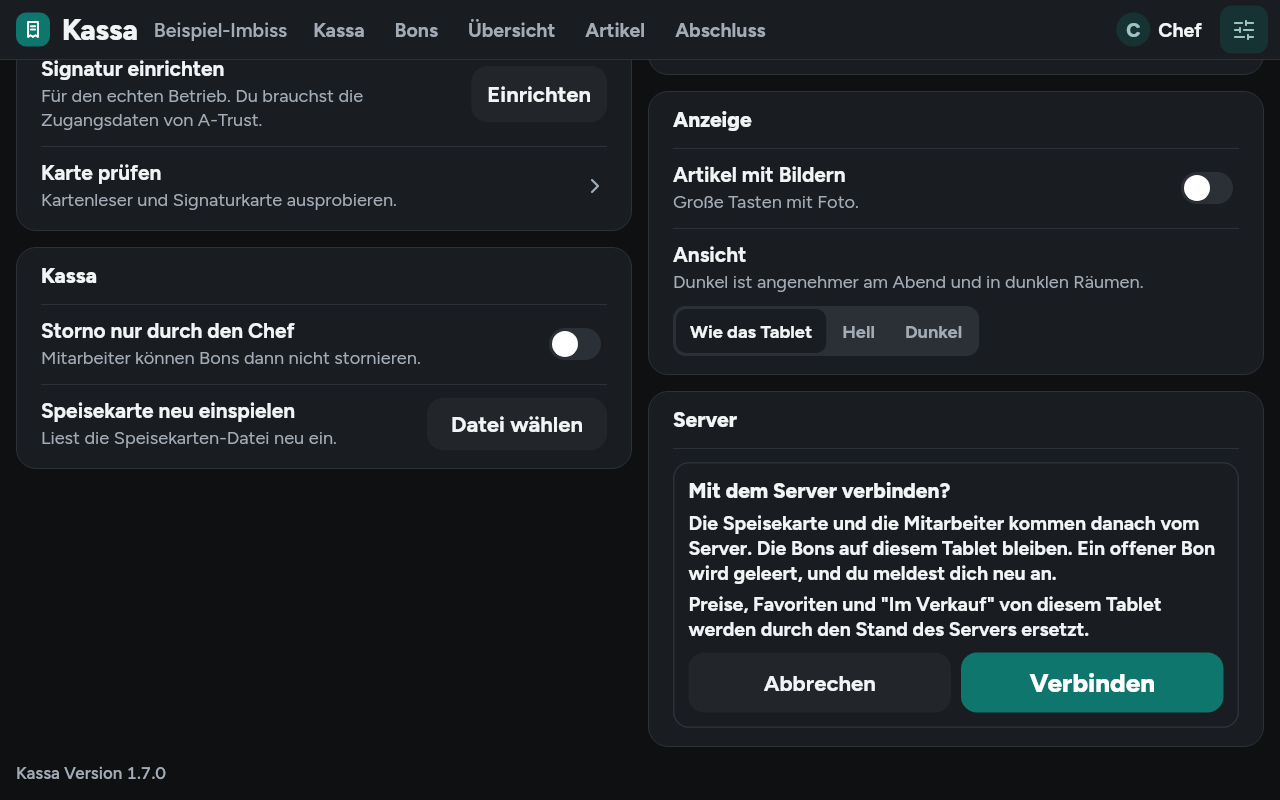 Kassa Beispiel-Imbiss Kassa Bons Übersicht Artikel Abschluss C Chef
Signatur einrichten
Für den echten Betrieb. Du brauchst die
Zugangsdaten von A-Trust.
Einrichten
Karte prüfen
Kartenleser und Signaturkarte ausprobieren.
Kassa
Storno nur durch den Chef
Mitarbeiter können Bons dann nicht stornieren.
Speisekarte neu einspielen
Liest die Speisekarten-Datei neu ein.
Datei wählen
Anzeige
Artikel mit Bildern
Große Tasten mit Foto.
Ansicht
Dunkel ist angenehmer am Abend und in dunklen Räumen.
Wie das Tablet Hell Dunkel
Server
Mit dem Server verbinden?
Die Speisekarte und die Mitarbeiter kommen danach vom
Server. Die Bons auf diesem Tablet bleiben. Ein offener Bon
wird geleert, und du meldest dich neu an.
Preise, Favoriten und "Im Verkauf" von diesem Tablet
werden durch den Stand des Servers ersetzt.
Abbrechen Verbinden
Kassa Version 1.7.0